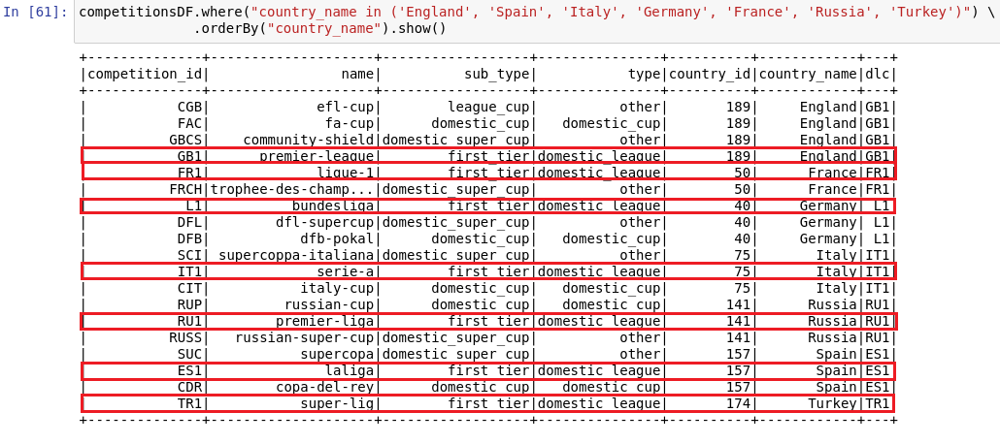 In [61]: competitionsDF.where("country_name in ('England', 'Spain', 'Italy', 'Germany', 'France', 'Russia', 'Turkey')") \
.orderBy("country_name").show()
+--------------+--------------------+------------------+---------------+----------+------------+---+
|competition_id|                name|          sub_type|           type|country_id|country_name|dlc|
+--------------+--------------------+------------------+---------------+----------+------------+---+
|           CGB|             efl-cup|        league_cup|          other|       189|     England|GB1|
|           FAC|              fa-cup|      domestic_cup|   domestic_cup|       189|     England|GB1|
|          GBCS|    community-shield|domestic_super_cup|          other|       189|     England|GB1|
|           GB1|      premier-league|        first_tier|domestic_league|       189|     England|GB1|
|           FR1|             ligue-1|        first_tier|domestic_league|        50|      France|FR1|
|          FRCH|trophee-des-champ...|domestic_super_cup|          other|        50|      France|FR1|
|            L1|          bundesliga|        first_tier|domestic_league|        40|     Germany| L1|
|           DFL|        dfl-supercup|domestic_super_cup|          other|        40|     Germany| L1|
|           DFB|           dfb-pokal|      domestic_cup|   domestic_cup|        40|     Germany| L1|
|           SCI| supercoppa-italiana|domestic_super_cup|          other|        75|       Italy|IT1|
|           IT1|             serie-a|        first_tier|domestic_league|        75|       Italy|IT1|
|           CIT|           italy-cup|      domestic_cup|   domestic_cup|        75|       Italy|IT1|
|           RUP|         russian-cup|      domestic_cup|   domestic_cup|       141|      Russia|RU1|
|           RU1|        premier-liga|        first_tier|domestic_league|       141|      Russia|RU1|
|          RUSS|   russian-super-cup|domestic_super_cup|          other|       141|      Russia|RU1|
|           SUC|           supercopa|domestic_super_cup|          other|       157|       Spain|ES1|
|           ES1|              laliga|        first_tier|domestic_league|       157|       Spain|ES1|
|           CDR|        copa-del-rey|      domestic_cup|   domestic_cup|       157|       Spain|ES1|
|           TR1|           super-lig|        first_tier|domestic_league|       174|      Turkey|TR1|
+--------------+--------------------+------------------+---------------+----------+------------+---+